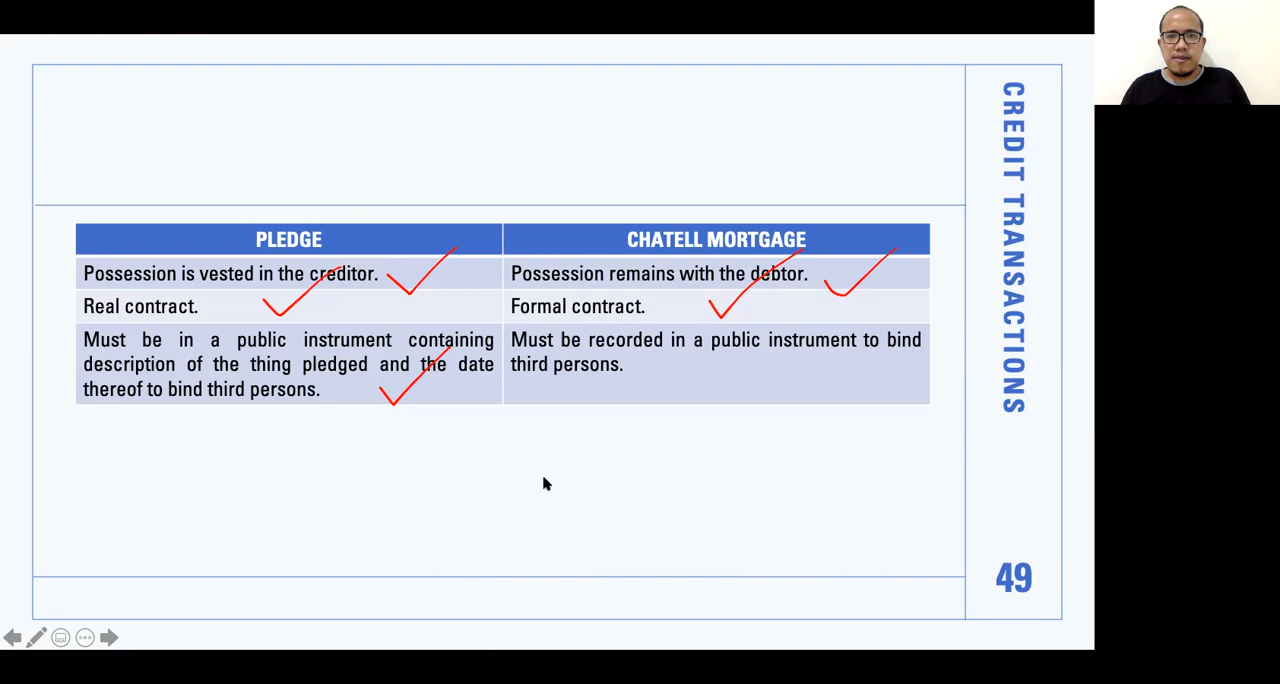 CREDIT TRANSACTIONS
PLEDGE
CHATELL MORTGAGE
Possession is vested in the creditor.
Possession remains with the debtor.
Real contract.
Formal contract.
Must be in a public instrument containing
description of the thing pledged and the date
thereof to bind third persons.
Must be recorded in a public instrument to bind
third persons.
49